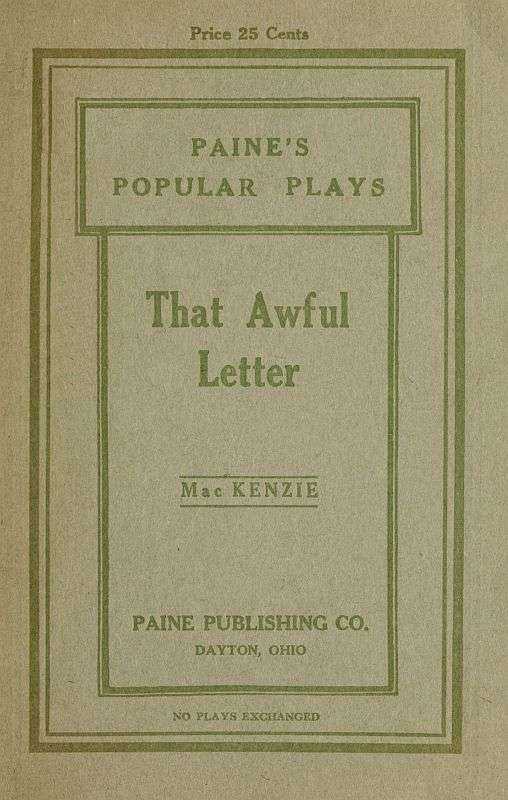 Price 25 Cents
PAINE'S
POPULAR PLAYS
That Awful
Letter
Mac KENZIE
PAINE PUBLISHING CO.
DAYTON, OHIO
NO PLAYS EXCHANGED